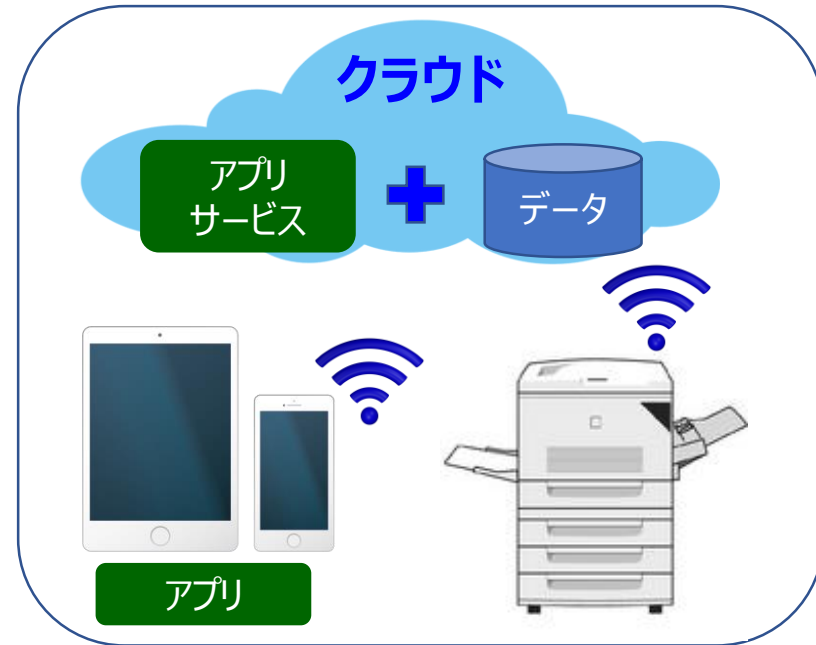 クラウド
アプリ
サービス
データ
アプリ